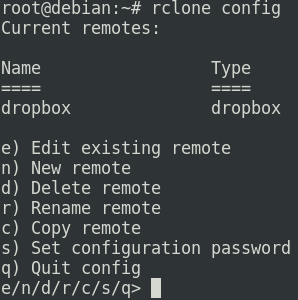 root@debian:~# rclone config
Current remotes:

Name                 Type
====                 ====
dropbox              dropbox

e) Edit existing remote
n) New remote
d) Delete remote
r) Rename remote
c) Copy remote
s) Set configuration password
q) Quit config
e/n/d/r/c/s/q>